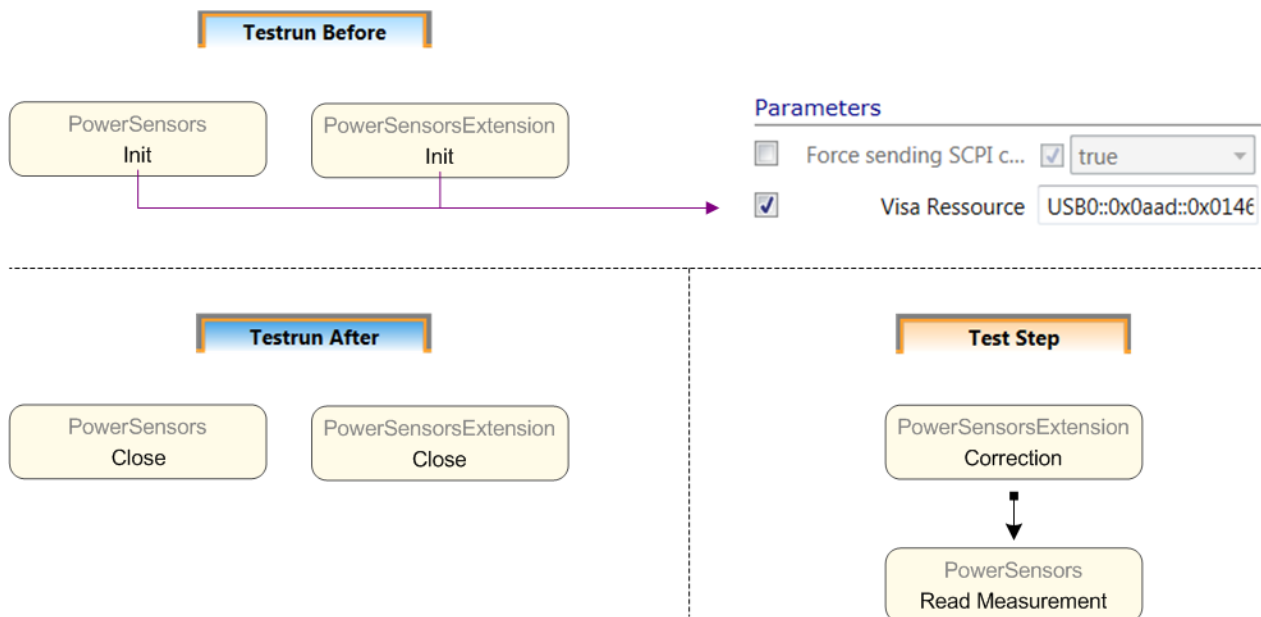 Testrun Before
PowerSensors
Init
PowerSensorsExtension
Init
Parameters
Force sending SCPI c... true
Visa Ressource USB0::0x0aad::0x0146
Testrun After
PowerSensors
Close
PowerSensorsExtension
Close
Test Step
PowerSensorsExtension
Correction
PowerSensors
Read Measurement